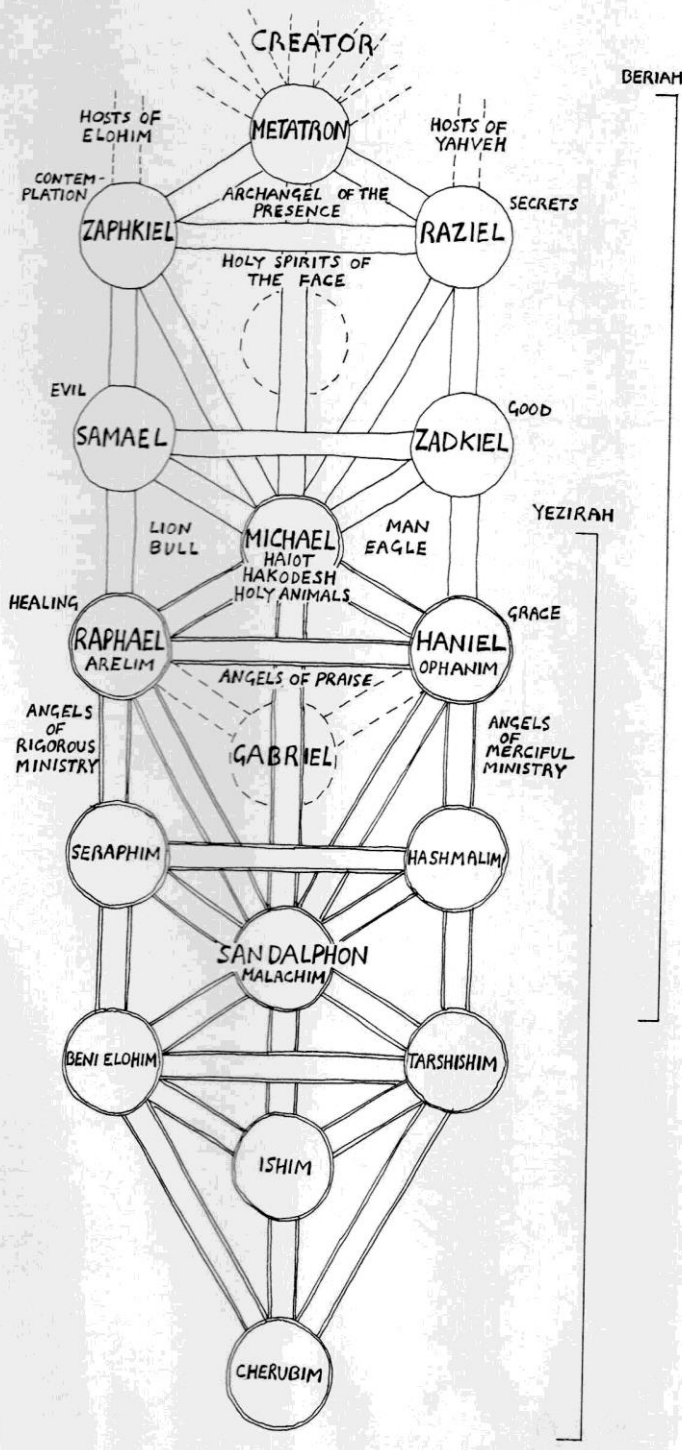 CREATOR
BERIAH
HOSTS OF
ELOHIM
METATRON
HOSTS OF
YAHVEH
CONTEM-
PLATION
ARCHANGEL OF THE
PRESENCE
SECRETS
ZAPHKIEL
RAZIEL
HOLY SPIRITS OF
THE FACE
EVIL
GOOD
SAMAEL
ZADKIEL
YEZIRAH
LION
BULL
MICHAEL
HAIOT
HAKODESH
HOLY ANIMALS
MAN
EAGLE
HEALING
GRACE
RAPHAEL
ARELIM
HANIEL
OPHANIM
ANGELS OF PRAISE
ANGELS
OF
RIGOROUS
MINISTRY
GABRIEL
ANGELS
OF
MERCIFUL
MINISTRY
SERAPHIM
HASHMALIM
SANDALPHON
MALACHIM
BENI ELOHIM
TARSHISHIM
ISHIM
CHERUBIM